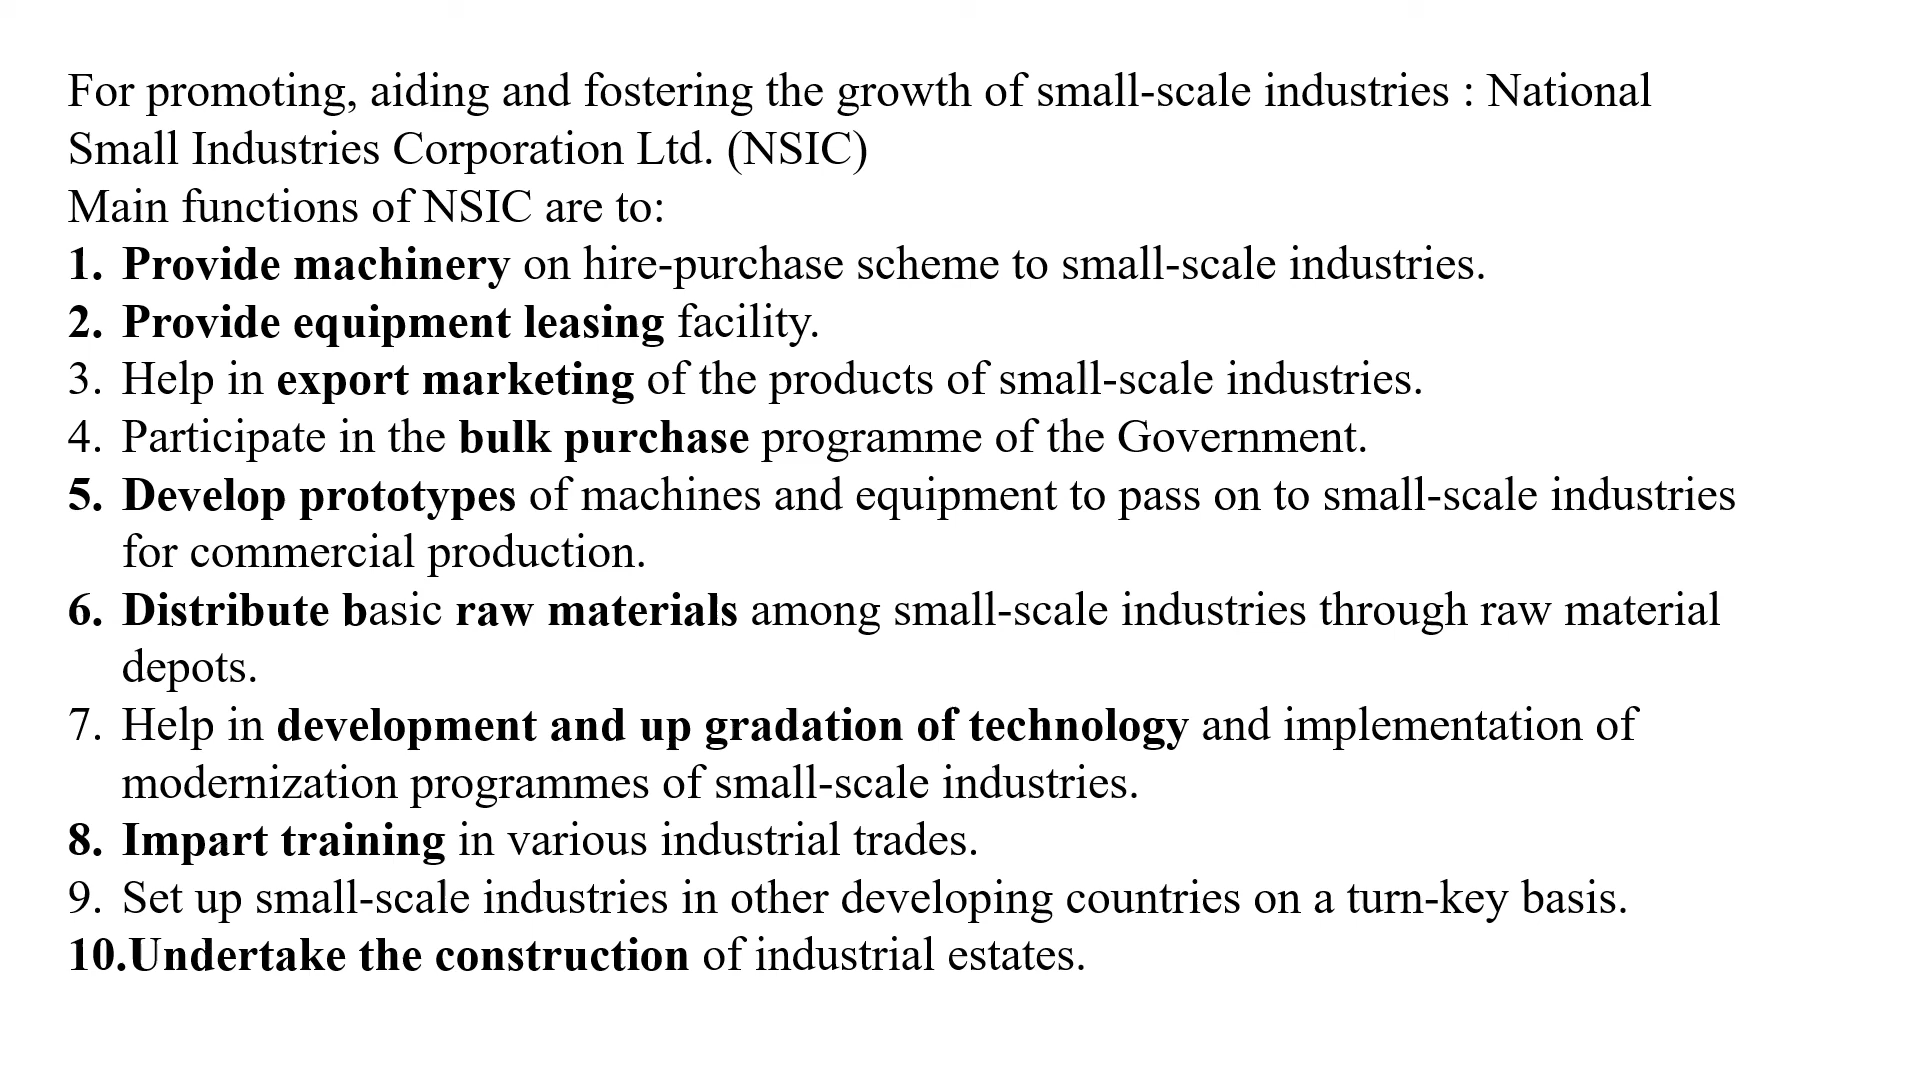 For promoting, aiding and fostering the growth of small-scale industries : National
Small Industries Corporation Ltd. (NSIC)
Main functions of NSIC are to:
1. Provide machinery on hire-purchase scheme to small-scale industries.
2. Provide equipment leasing facility.
3. Help in export marketing of the products of small-scale industries.
4. Participate in the bulk purchase programme of the Government.
5. Develop prototypes of machines and equipment to pass on to small-scale industries
for commercial production.
6. Distribute basic raw materials among small-scale industries through raw material
depots.
7. Help in development and up gradation of technology and implementation of
modernization programmes of small-scale industries.
8. Impart training in various industrial trades.
9. Set up small-scale industries in other developing countries on a turn-key basis.
10.Undertake the construction of industrial estates.